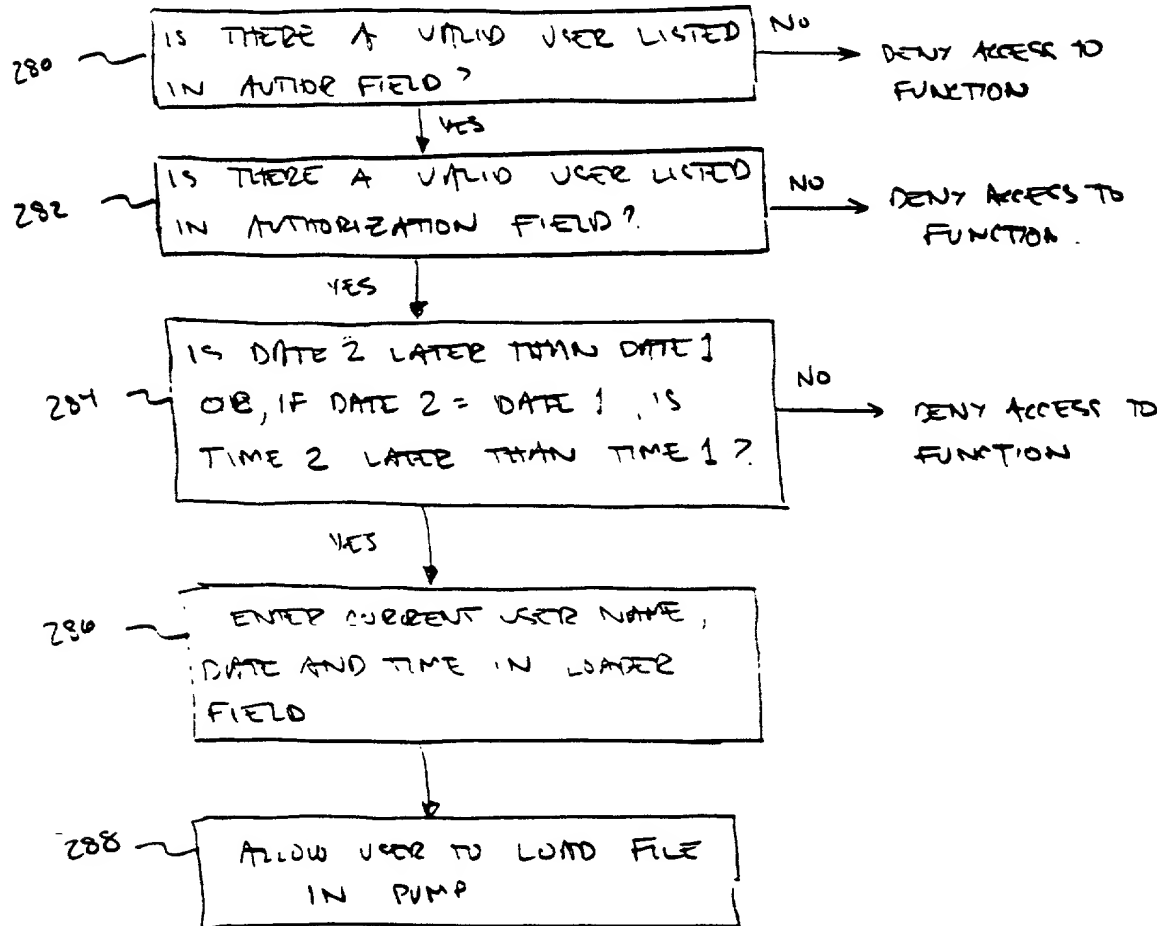 280
IS THERE A VALID USER LISTED
IN AUTHOR FIELD?
NO
DENY ACCESS TO
FUNCTION
YES
282
IS THERE A VALID USER LISTED
IN AUTHORIZATION FIELD?
NO
DENY ACCESS TO
FUNCTION.
YES
284
IS DATE 2 LATER THAN DATE 1
OR, IF DATE 2 = DATE 1, IS
TIME 2 LATER THAN TIME 1?
NO
DENY ACCESS TO
FUNCTION
YES
286
ENTER CURRENT USER NAME,
DATE AND TIME IN LOADER
FIELD
288
ALLOW USER TO LOAD FILE
IN PUMP